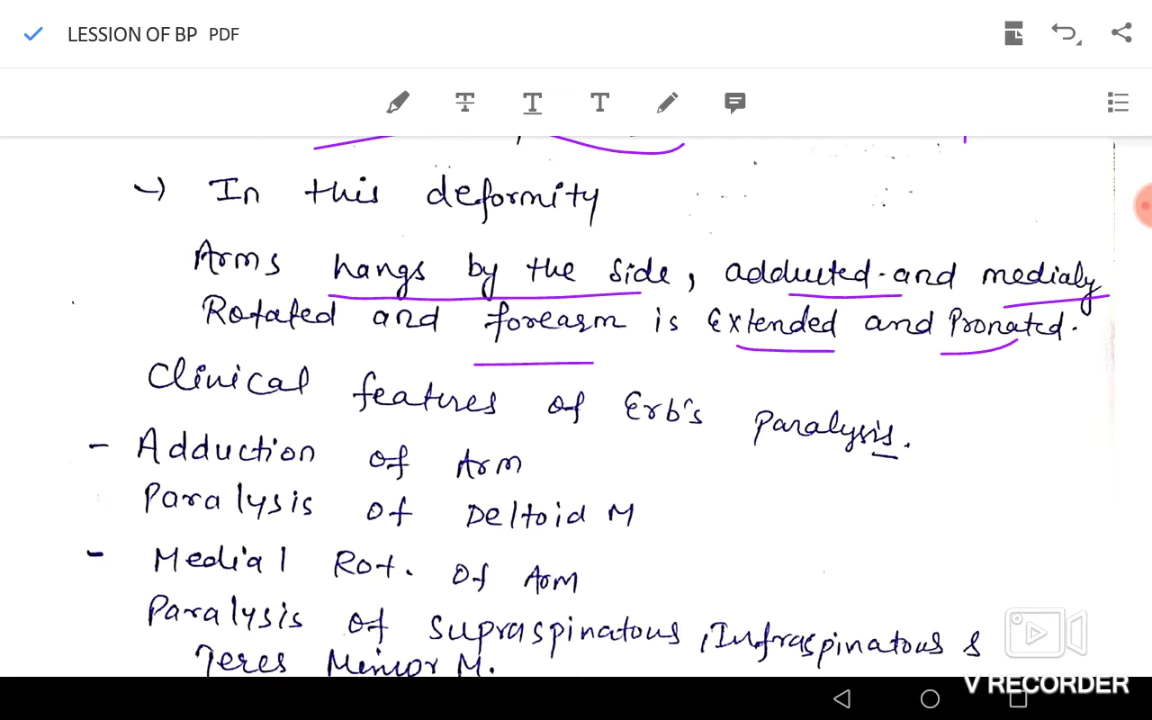 LESSION OF BP PDF
→ In this deformity
Arms hangs by the side, adducted and medialy
Rotated and forearm is Extended and Pronated.
Clinical features of Erb's Paralysis.
- Adduction of Arm
Paralysis of Deltoid M
- Medial Rot. of Arm
Paralysis of Supraspinatous, Infraspinatous &
Teres Minior M.
V RECORDER